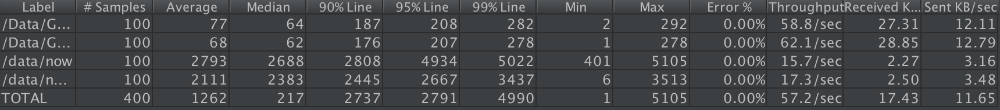 Label # Samples Average Median 90% Line 95% Line 99% Line Min Max Error % Throughput Received K... Sent KB/sec
/Data/G... 100 77 64 187 208 282 2 292 0.00% 58.8/sec 27.31 12.11
/Data/G... 100 68 62 176 207 278 1 278 0.00% 62.1/sec 28.85 12.79
/data/now 100 2793 2688 2808 4934 5022 401 5105 0.00% 15.7/sec 2.27 3.16
/data/n... 100 2111 2383 2445 2667 3437 6 3513 0.00% 17.3/sec 2.50 3.48
TOTAL 400 1262 217 2737 2791 4990 1 5105 0.00% 57.2/sec 17.43 11.65